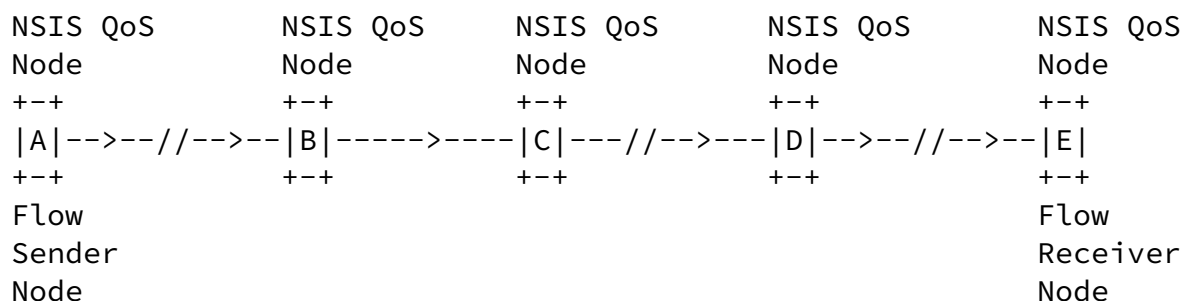 NSIS QoS        NSIS QoS       NSIS QoS       NSIS QoS        NSIS QoS
Node            Node           Node           Node            Node
+-+             +-+            +-+            +-+             +-+
|A|-->--//-->--|B|----->----|C|---//-->---|D|-->--//-->--|E|
+-+             +-+            +-+            +-+             +-+
Flow                                                          Flow
Sender                                                        Receiver
Node                                                          Node